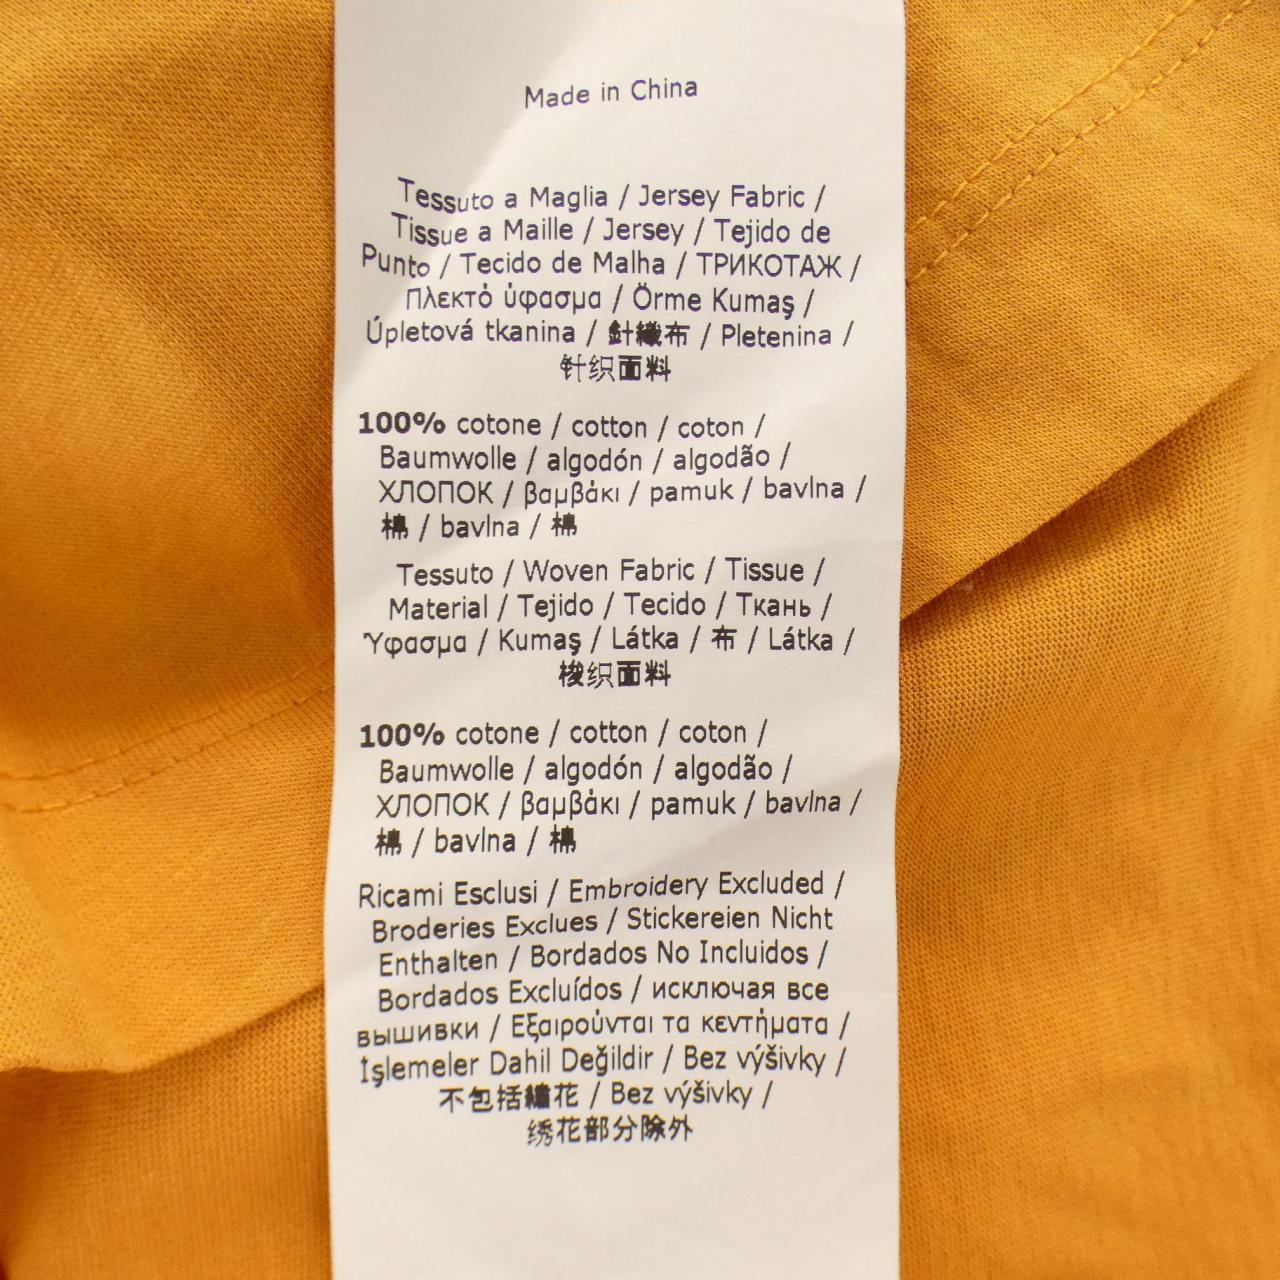 Made in China
Tessuto a Maglia / Jersey Fabric /
Tissue a Maille / Jersey / Tejido de
Punto / Tecido de Malha / ТРИКОТАЖ /
Πλεκτό ύφασμα / Örme Kumaş /
Úpletová tkanina / 針織布 / Pletenina /
针织面料
100% cotone / cotton / coton /
Baumwolle / algodón / algodão /
ХЛОПОК / βαμβάκι / pamuk / bavlna /
棉 / bavlna / 棉
Tessuto / Woven Fabric / Tissue /
Material / Tejido / Tecido / Ткань /
Ύφασμα / Kumaş / Látka / 布 / Látka /
梭织面料
100% cotone / cotton / coton /
Baumwolle / algodón / algodão /
ХЛОПОК / βαμβάκι / pamuk / bavlna /
棉 / bavlna / 棉
Ricami Esclusi / Embroidery Excluded /
Broderies Exclues / Stickereien Nicht
Enthalten / Bordados No Incluidos /
Bordados Excluídos / исключая все
вышивки / Εξαιρούνται τα κεντήματα /
İşlemeler Dahil Değildir / Bez výšivky /
不包括繡花 / Bez výšivky /
绣花部分除外